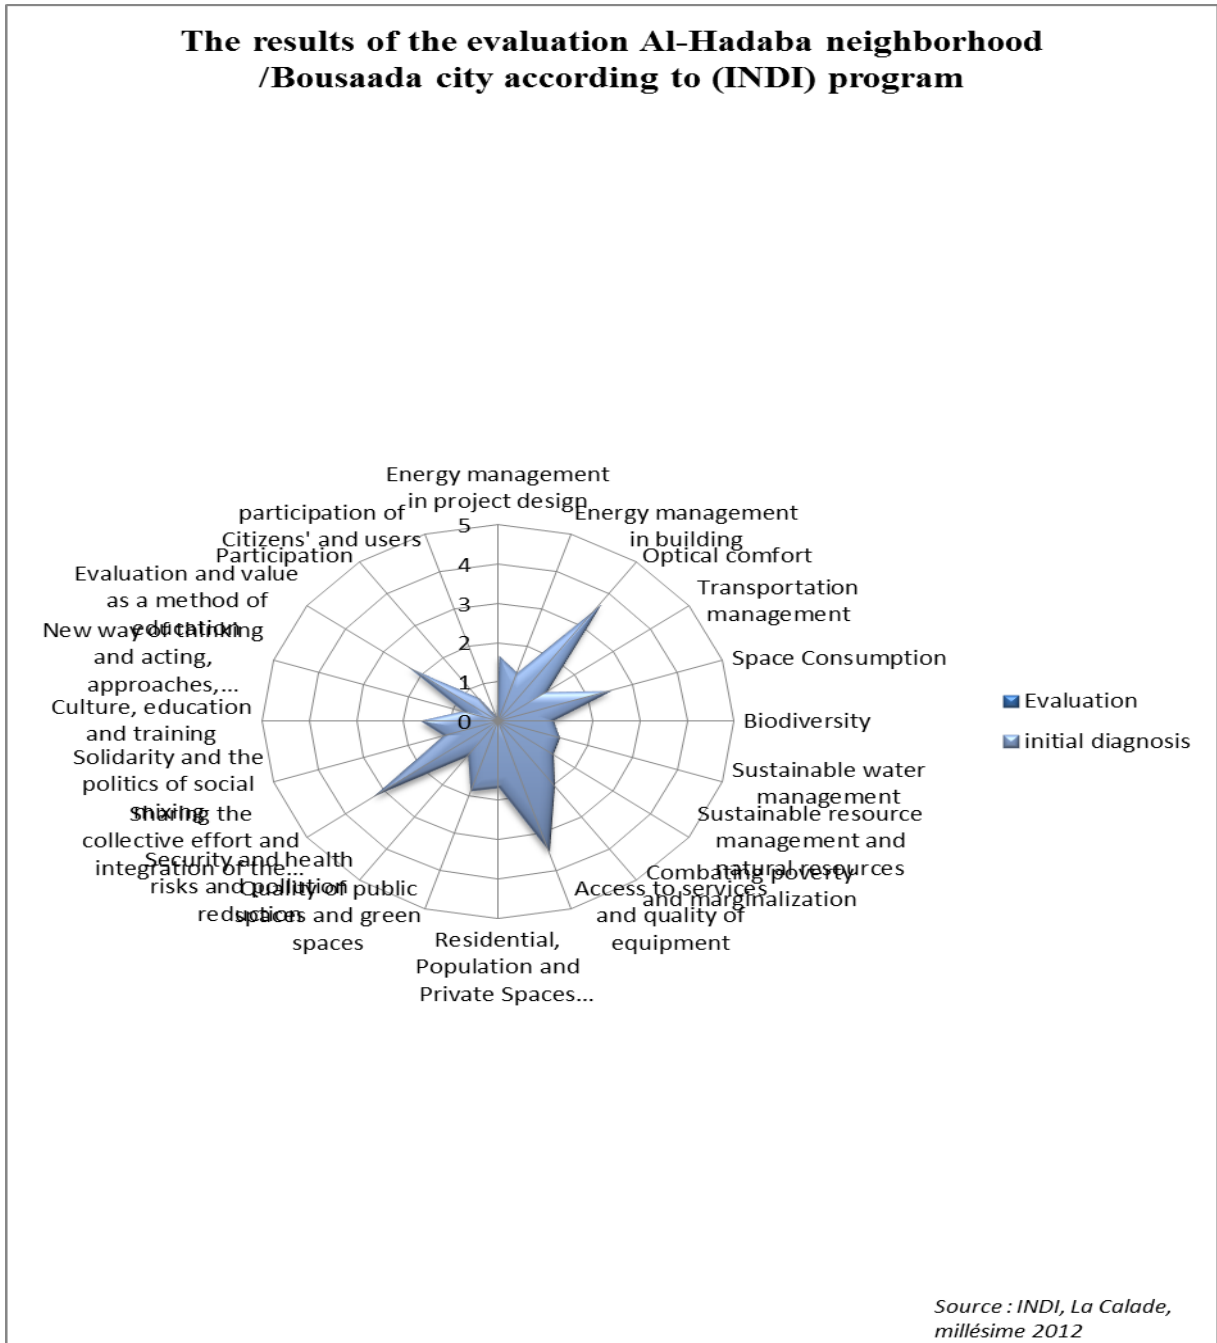 The results of the evaluation Al-Hadaba neighborhood
/Bousaada city according to (INDI) program
Energy management
in project design
Energy management
in building
Optical comfort
Transportation
management
Space Consumption
Biodiversity
Sustainable water
management
Sustainable resource
management and
natural resources
Combating poverty
and marginalization
Access to services
and quality of
equipment
Residential,
Population and
Private Spaces...
Quality of public
spaces and green
spaces
Security and health
risks and pollution
reduction
Sharing the
collective effort and
integration of the...
Solidarity and the
politics of social
mixing
Culture, education
and training
New way of thinking
and acting,
approaches,...
Evaluation and value
as a method of
education
Participation
participation of
Citizens' and users
5
4
3
2
1
0
Evaluation
initial diagnosis
Source : INDI, La Calade,
millésime 2012